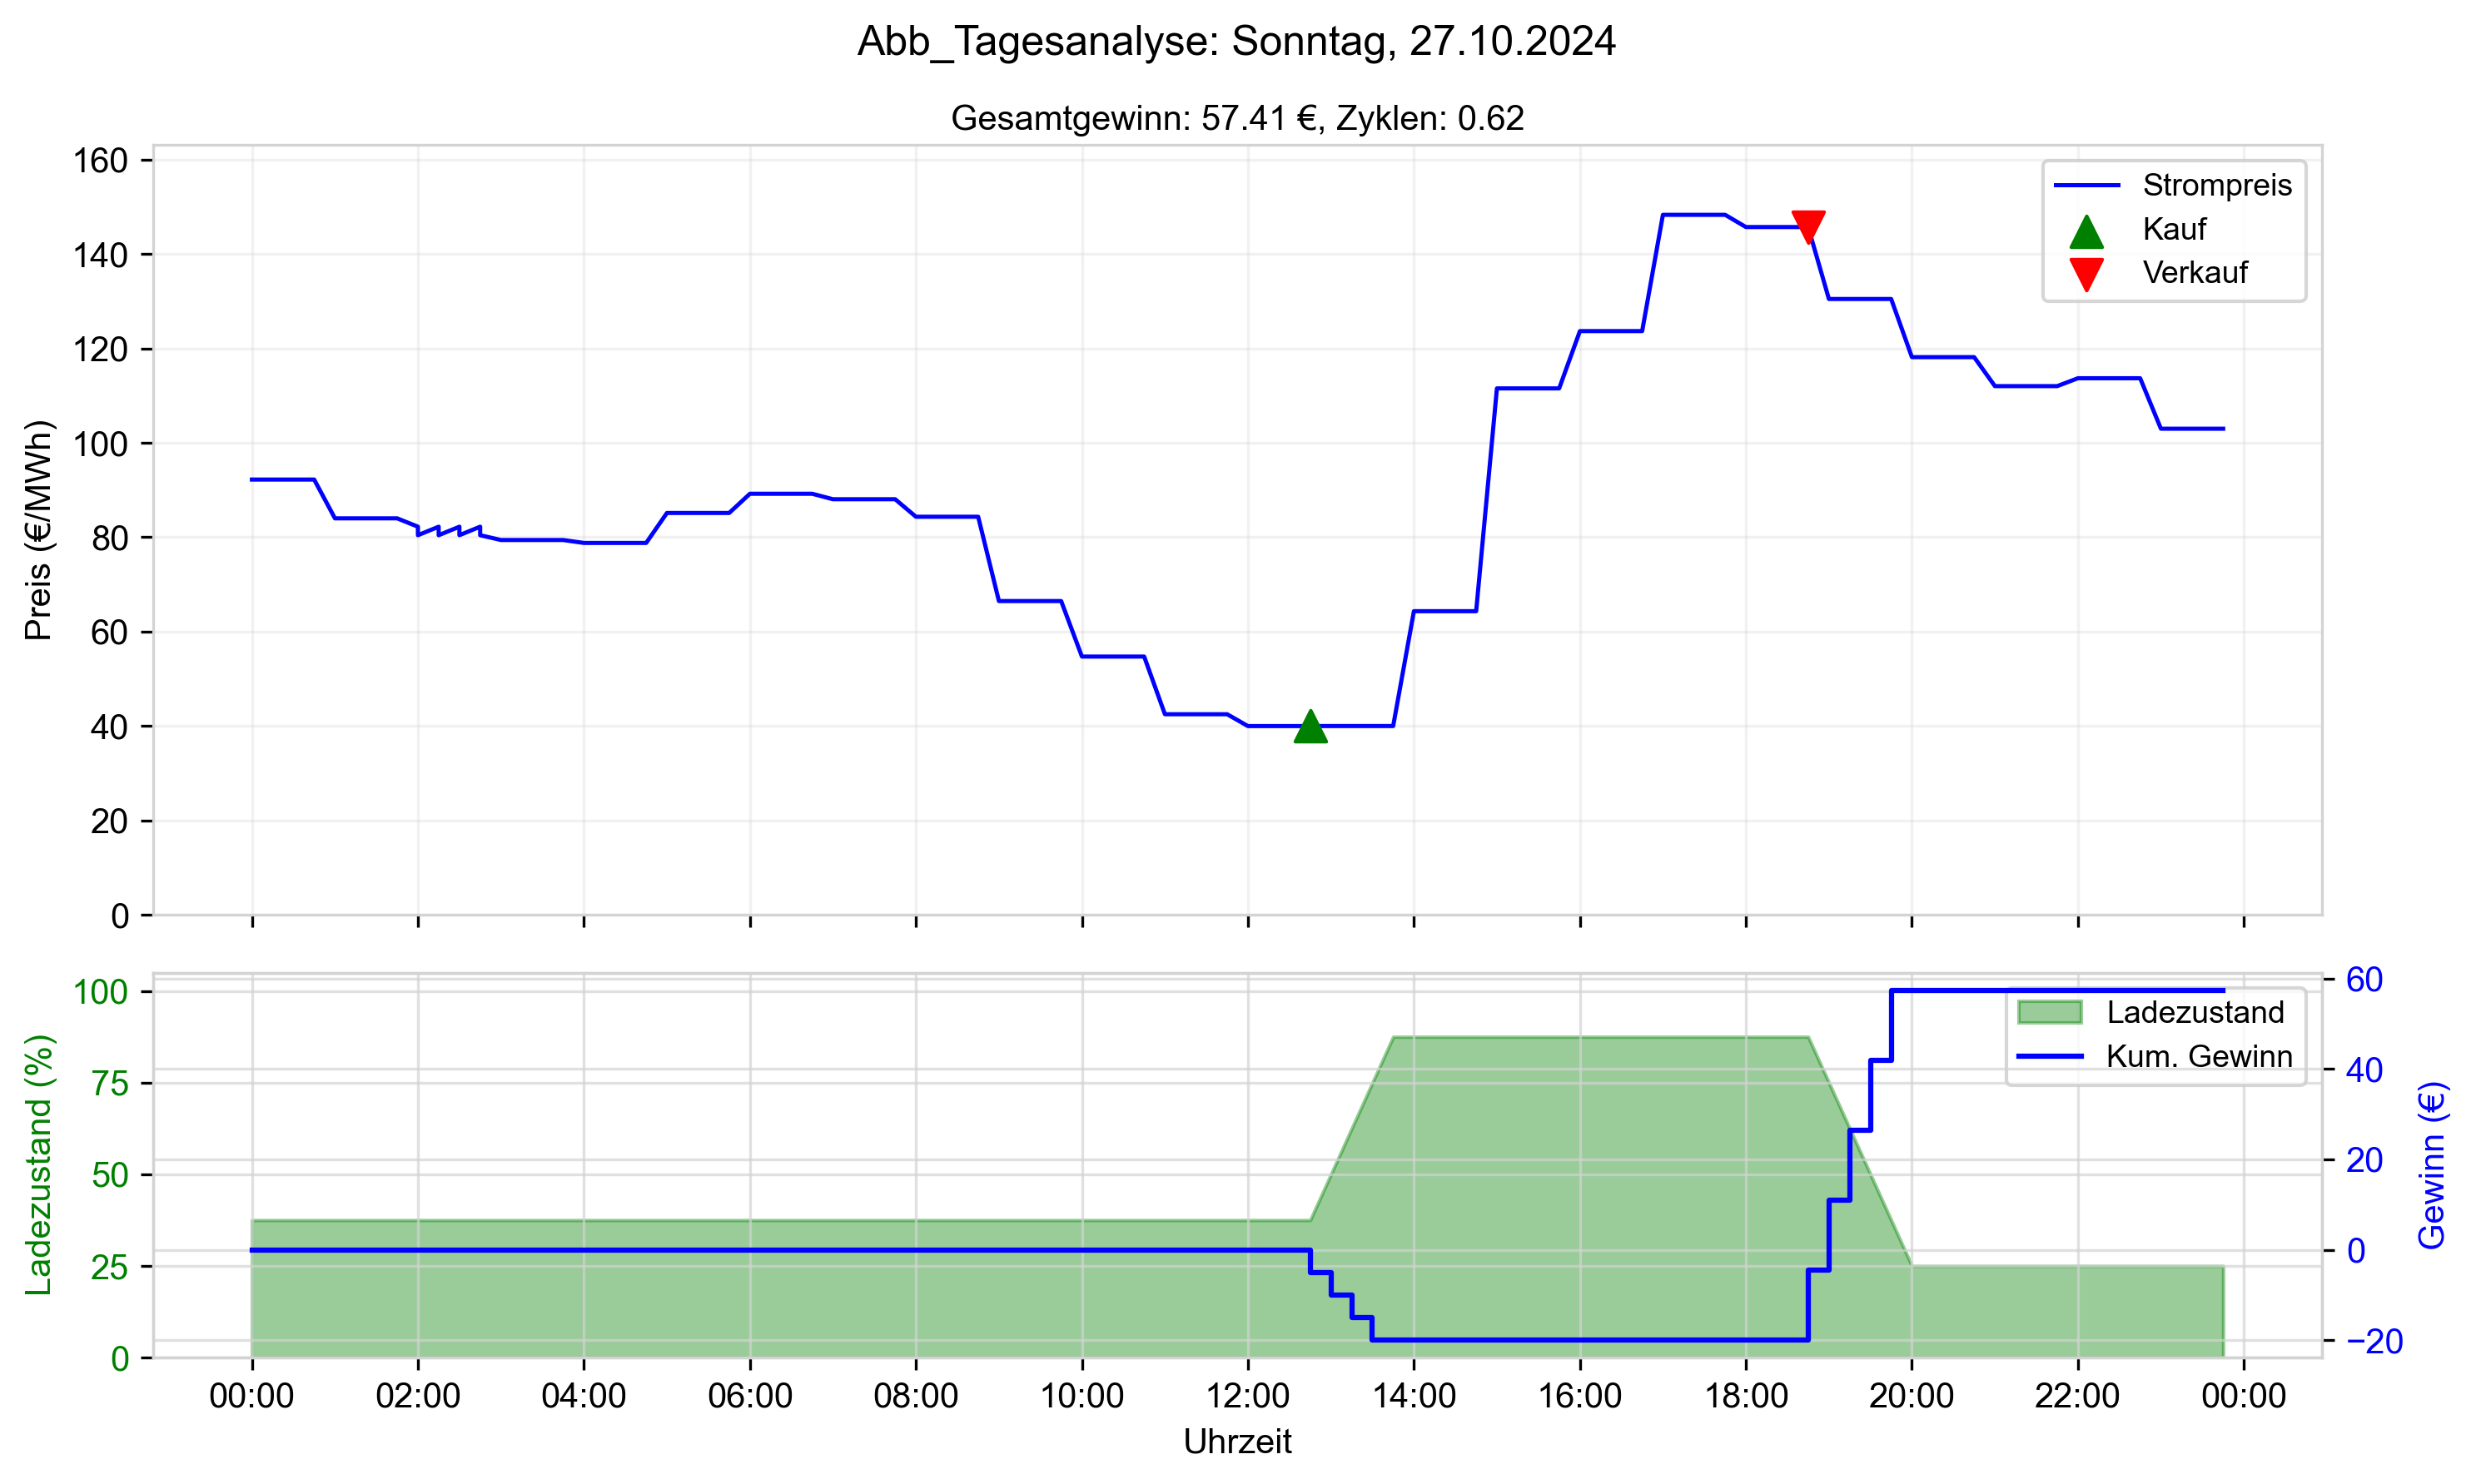 Abb_Tagesanalyse: Sonntag, 27.10.2024
Gesamtgewinn: 57.41 €, Zyklen: 0.62
Preis (€/MWh)
160
140
120
100
80
60
40
20
0
Strompreis
Kauf
Verkauf
Ladezustand (%)
100
75
50
25
0
Ladezustand
Kum. Gewinn
60
40
20
0
−20
Gewinn (€)
00:00 02:00 04:00 06:00 08:00 10:00 12:00 14:00 16:00 18:00 20:00 22:00 00:00
Uhrzeit